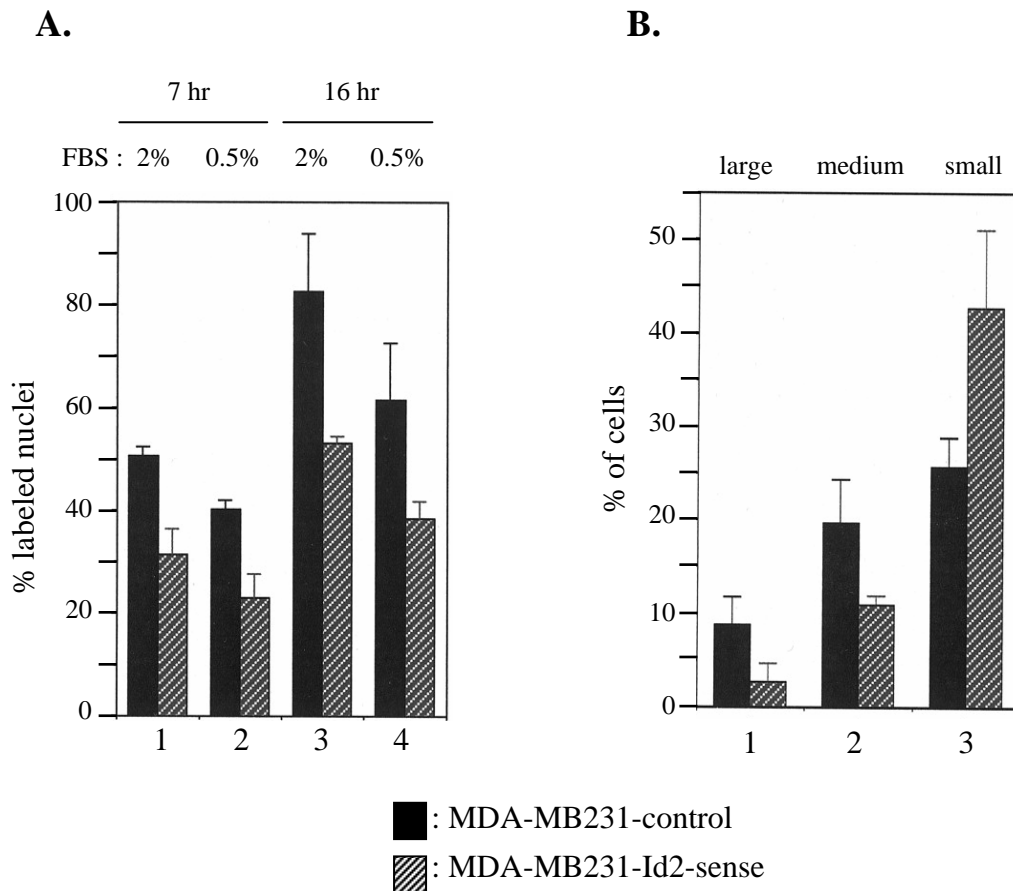 A.
7 hr 16 hr
FBS : 2% 0.5% 2% 0.5%
100
80
60
40
20
0
% labeled nuclei
1 2 3 4
B.
large medium small
50
40
30
20
10
0
% of cells
1 2 3
: MDA-MB231-control
: MDA-MB231-Id2-sense